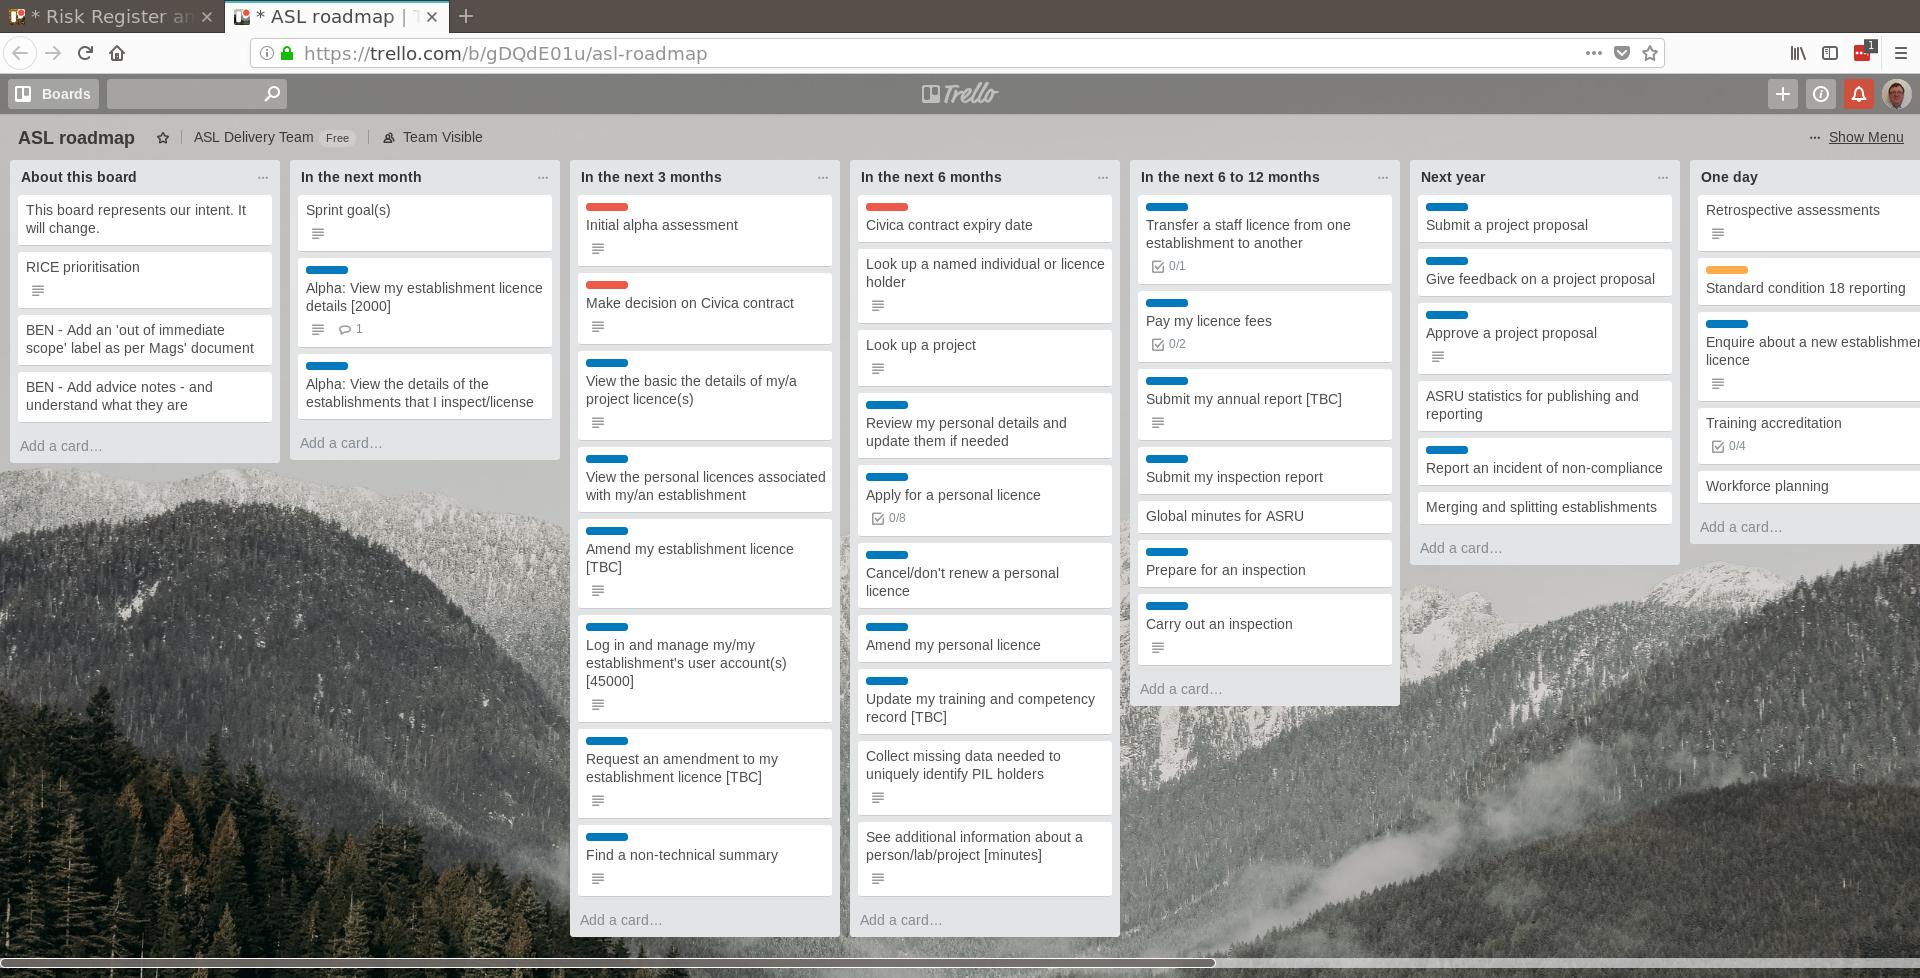 * Risk Register an
* ASL roadmap | T
https://trello.com/b/gDQdE01u/asl-roadmap
1
Boards
Trello
ASL roadmap
ASL Delivery Team
Free
Team Visible
Show Menu
About this board
This board represents our intent. It
will change.
RICE prioritisation
BEN - Add an 'out of immediate
scope' label as per Mags' document
BEN - Add advice notes - and
understand what they are
Add a card…
In the next month
Sprint goal(s)
Alpha: View my establishment licence
details [2000]
1
Alpha: View the details of the
establishments that I inspect/license
Add a card…
In the next 3 months
Initial alpha assessment
Make decision on Civica contract
View the basic the details of my/a
project licence(s)
View the personal licences associated
with my/an establishment
Amend my establishment licence
[TBC]
Log in and manage my/my
establishment's user account(s)
[45000]
Request an amendment to my
establishment licence [TBC]
Find a non-technical summary
Add a card…
In the next 6 months
Civica contract expiry date
Look up a named individual or licence
holder
Look up a project
Review my personal details and
update them if needed
Apply for a personal licence
0/8
Cancel/don't renew a personal
licence
Amend my personal licence
Update my training and competency
record [TBC]
Collect missing data needed to
uniquely identify PIL holders
See additional information about a
person/lab/project [minutes]
Add a card…
In the next 6 to 12 months
Transfer a staff licence from one
establishment to another
0/1
Pay my licence fees
0/2
Submit my annual report [TBC]
Submit my inspection report
Global minutes for ASRU
Prepare for an inspection
Carry out an inspection
Add a card…
Next year
Submit a project proposal
Give feedback on a project proposal
Approve a project proposal
ASRU statistics for publishing and
reporting
Report an incident of non-compliance
Merging and splitting establishments
Add a card…
One day
Retrospective assessments
Standard condition 18 reporting
Enquire about a new establishmen
licence
Training accreditation
0/4
Workforce planning
Add a card…